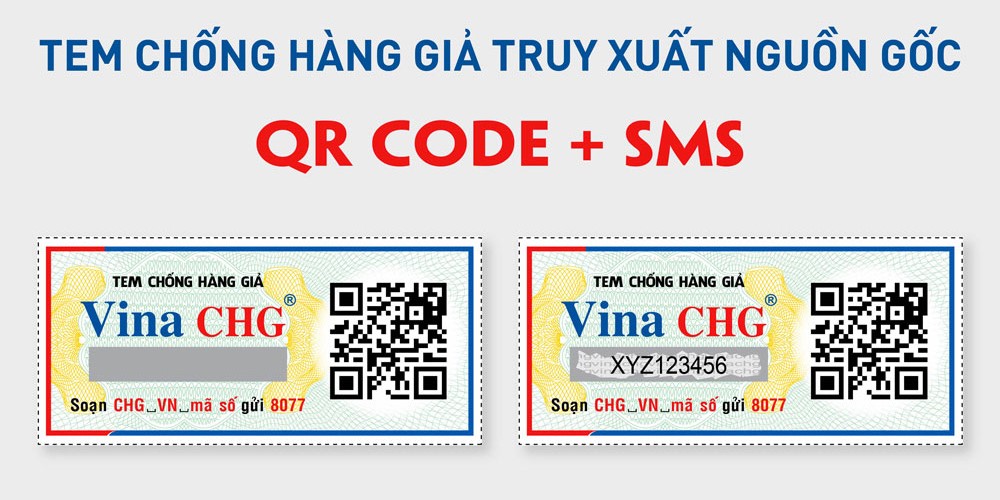 TEM CHỐNG HÀNG GIẢ TRUY XUẤT NGUỒN GỐC
QR CODE + SMS
TEM CHỐNG HÀNG GIẢ
Vina CHG®
Soạn CHG⎵VN⎵mã số gửi 8077
TEM CHỐNG HÀNG GIẢ
Vina CHG®
XYZ123456
Soạn CHG⎵VN⎵mã số gửi 8077